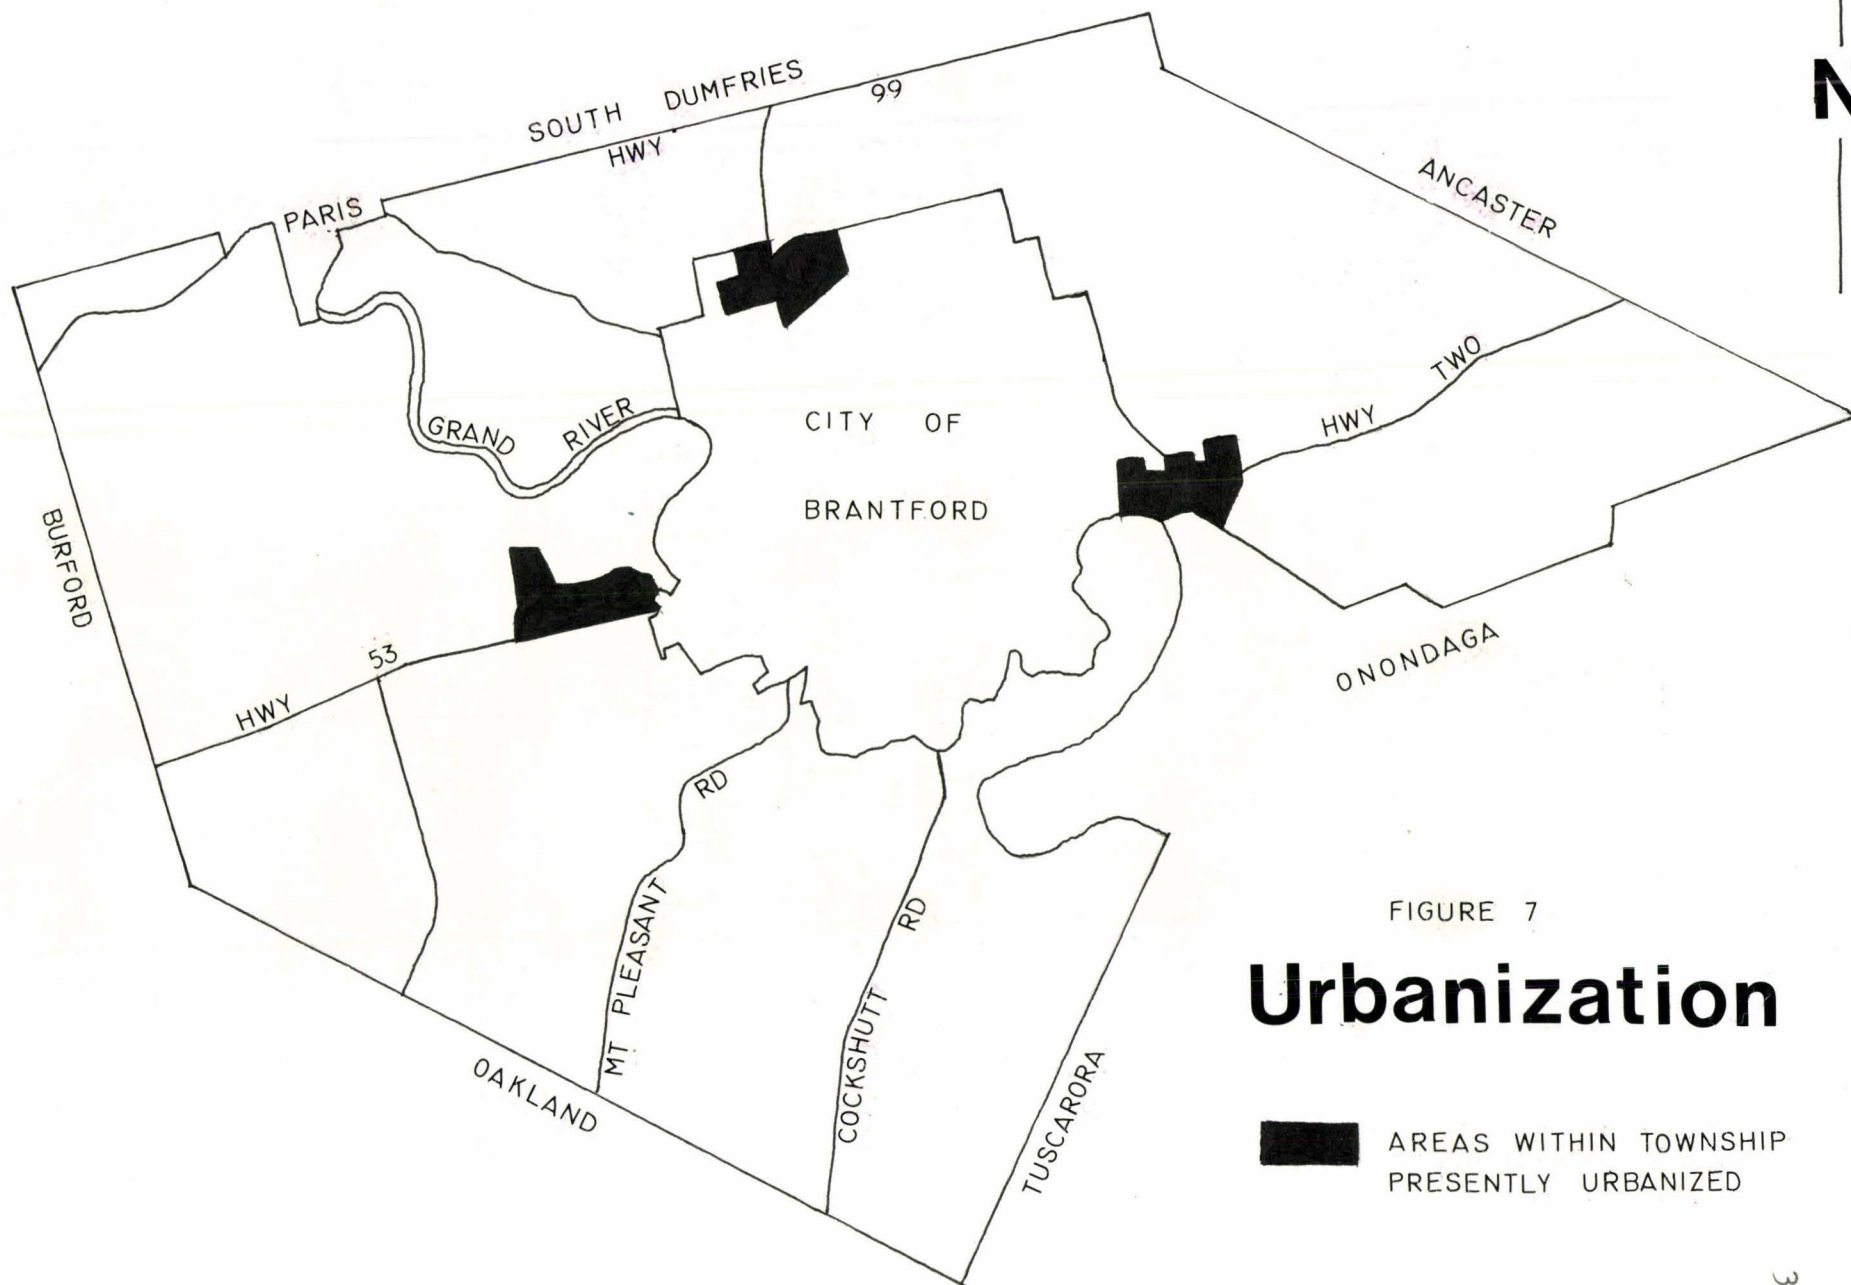 SOUTH DUMFRIES
HWY 99
N
PARIS
ANCASTER
HWY TWO
GRAND RIVER
CITY OF
BRANTFORD
BURFORD
HWY 53
ONONDAGA
RD
MT PLEASANT
COCKSHUTT RD
OAKLAND
TUSCARORA
FIGURE 7
Urbanization
AREAS WITHIN TOWNSHIP
PRESENTLY URBANIZED
3